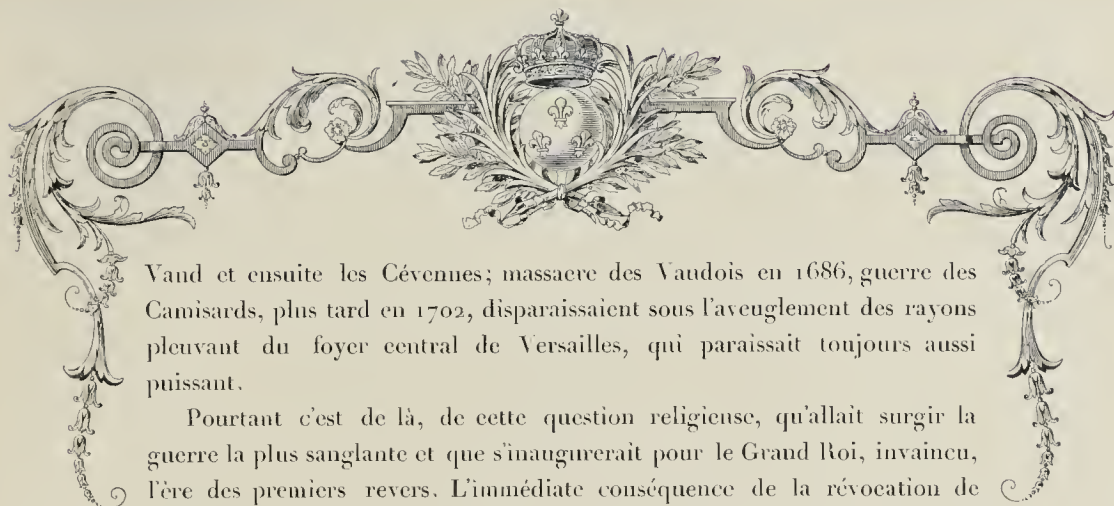 Vaud et ensuite les Cévennes; massacre des Vaudois en 1686, guerre des
Camisards, plus tard en 1702, disparaissaient sous l'aveuglement des rayons
pleuvant du foyer central de Versailles, qui paraissait toujours aussi
puissant.
Pourtant c'est de là, de cette question religieuse, qu'allait surgir la
guerre la plus sanglante et que s'inaugurerait pour le Grand Roi, invaincu,
l'ère des premiers revers. L'immédiate conséquence de la révocation de